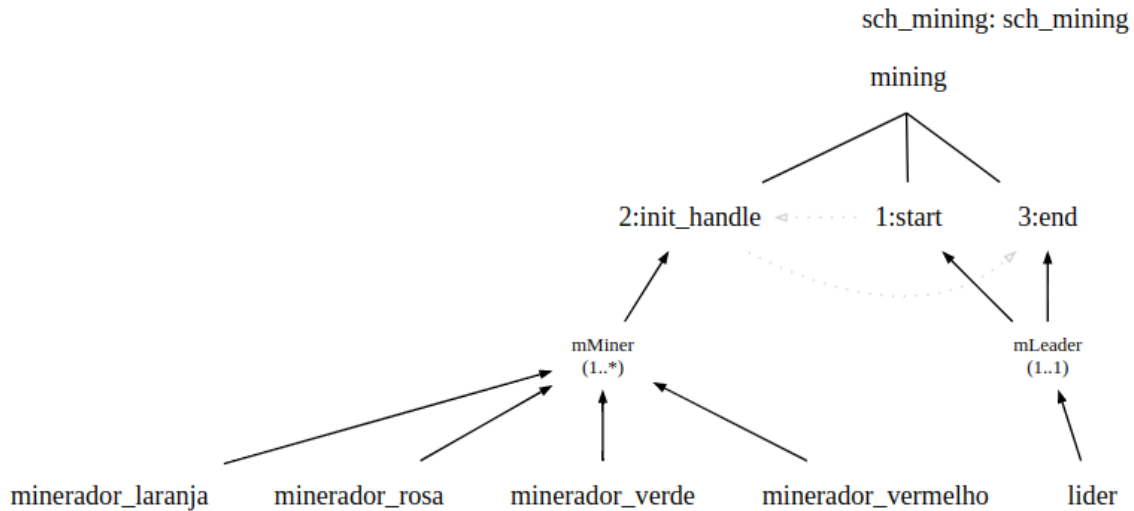 sch_mining: sch_mining
mining
2:init_handle 1:start 3:end
mMiner mLeader
(1..*) (1..1)
minerador_laranja minerador_rosa minerador_verde minerador_vermelho lider